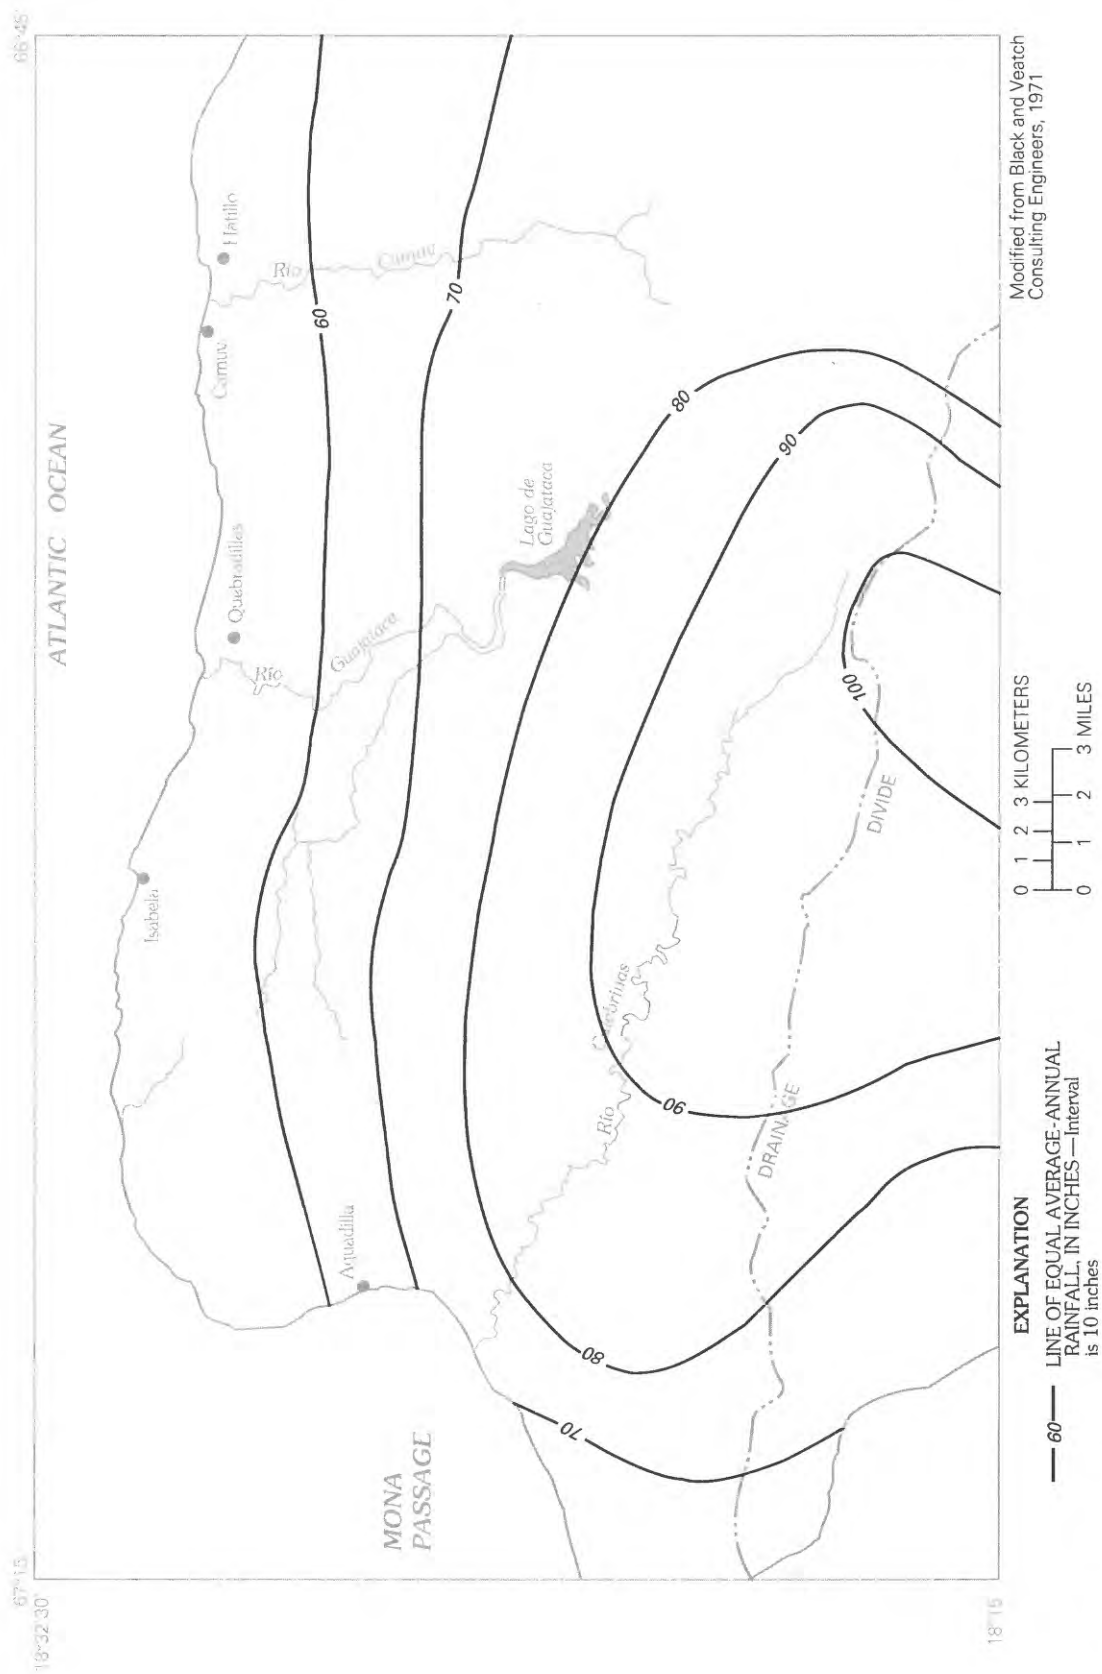 67°15'
66°45'
18°32'30"
ATLANTIC OCEAN
Isabela
Quebradillas
Camuy
Hatillo
Río
Guajataca
Río
Camuy
60
70
Aguadilla
MONA
PASSAGE
Lago de
Guajataca
80
90
70
80
Río
Culebrinas
90
100
DRAINAGE
DIVIDE
18°15'
EXPLANATION
60 LINE OF EQUAL AVERAGE-ANNUAL
RAINFALL, IN INCHES—Interval
is 10 inches
0 1 2 3 KILOMETERS
0 1 2 3 MILES
Modified from Black and Veatch
Consulting Engineers, 1971